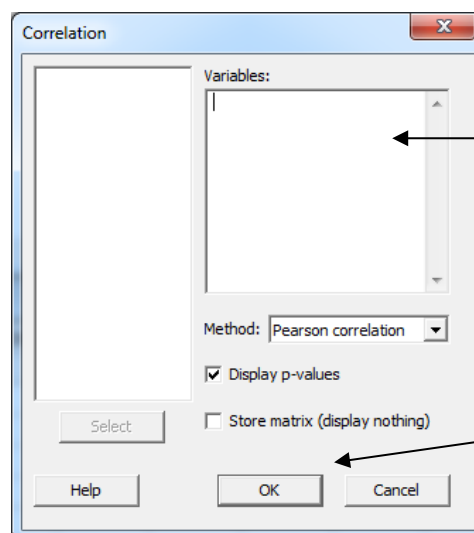 Correlation
Variables:
Method: Pearson correlation
Display p-values
Select
Store matrix (display nothing)
Help
OK
Cancel